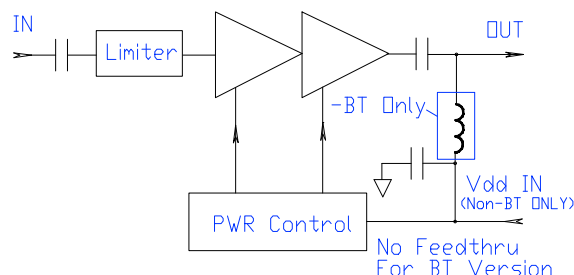 IN
OUT
Limiter
-BT Only
Vdd IN
(Non-BT ONLY)
PWR Control
No Feedthru
For BT Version